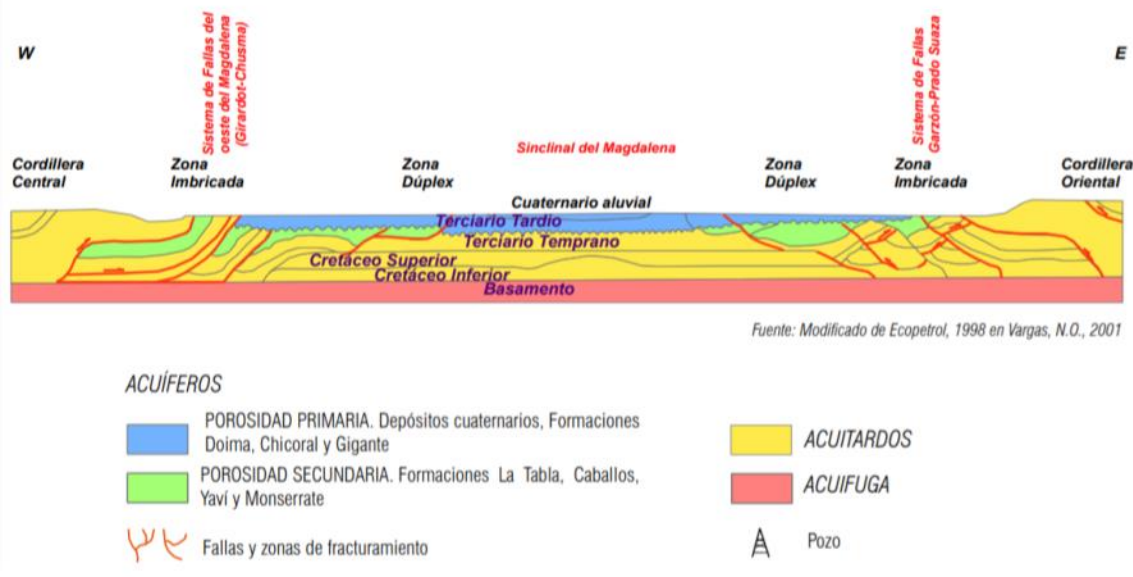 W
Sistema de Fallas del
oeste del Magdalena
(Girardot-Chusma)
Sistema de Fallas
Garzón-Prado Suaza
E
Sinclinal del Magdalena
Cordillera
Central
Zona
Imbricada
Zona
Dúplex
Zona
Dúplex
Zona
Imbricada
Cordillera
Oriental
Cuaternario aluvial
Terciario Tardio
Terciario Temprano
Cretáceo Superior
Cretáceo Inferior
Basamento
Fuente: Modificado de Ecopetrol, 1998 en Vargas, N.O., 2001
ACUÍFEROS
POROSIDAD PRIMARIA. Depósitos cuaternarios, Formaciones
Doima, Chicoral y Gigante
POROSIDAD SECUNDARIA. Formaciones La Tabla, Caballos,
Yaví y Monserrate
Fallas y zonas de fracturamiento
ACUITARDOS
ACUIFUGA
Pozo